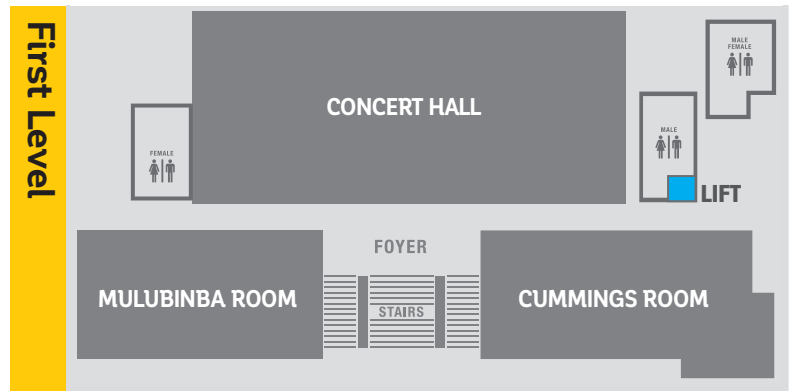 First Level
CONCERT HALL
MALE
FEMALE
MALE
FEMALE
LIFT
FOYER
MULUBINBA ROOM
STAIRS
CUMMINGS ROOM